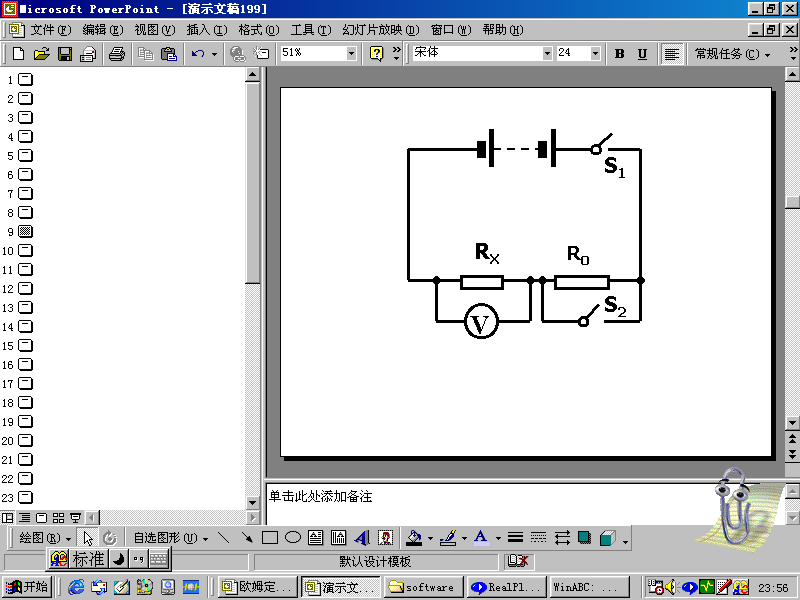 Microsoft PowerPoint - [演示文稿199]
文件(F) 编辑(E) 视图(V) 插入(I) 格式(O) 工具(T) 幻灯片放映(D) 窗口(W) 帮助(H)
51% 宋体 24 B U 常规任务(C)
1
2
3
4
5
6
7
8
9
10
11
12
13
14
15
16
17
18
19
20
21
22
23
S1
RX R0
V S2
单击此处添加备注
绘图(R) 自选图形(U) A A
标准
默认设计模板
开始 欧姆定... 演示文... software RealPl... WinABC: ... 23:56